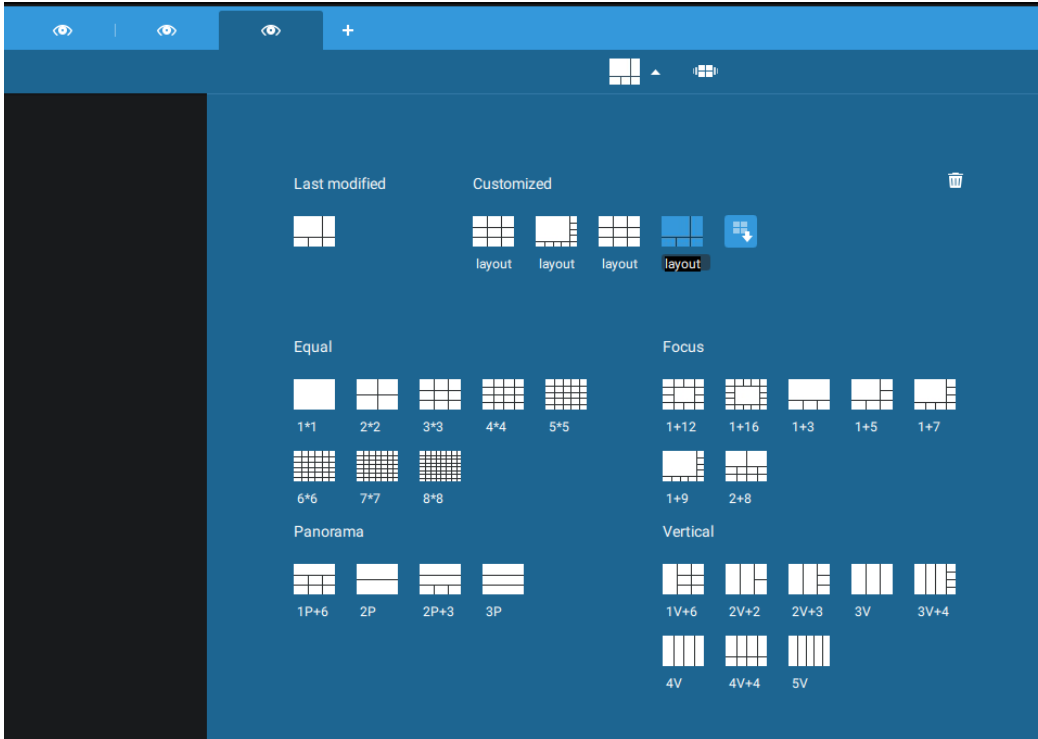 Last modified Customized
layout layout layout layout
Equal Focus
1*1 2*2 3*3 4*4 5*5 1+12 1+16 1+3 1+5 1+7
6*6 7*7 8*8 1+9 2+8
Panorama Vertical
1P+6 2P 2P+3 3P 1V+6 2V+2 2V+3 3V 3V+4
4V 4V+4 5V